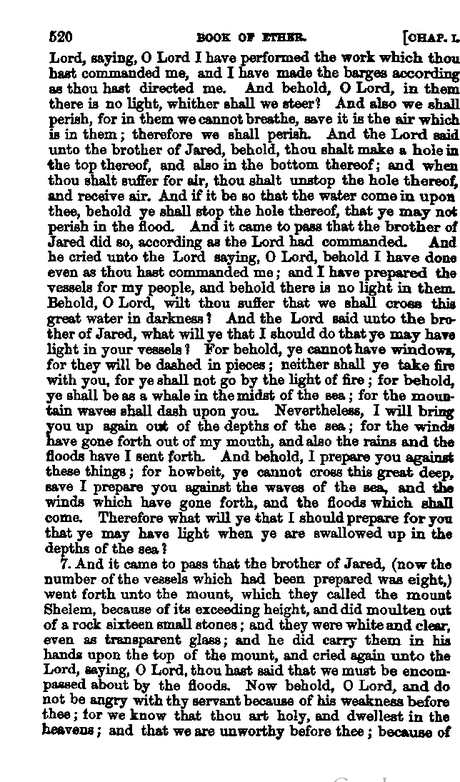 520 BOOK OF ETHER. [CHAP. I.
Lord, saying, O Lord I have performed the work which thou
hast commanded me, and I have made the barges according
as thou hast directed me. And behold, O Lord, in them
there is no light, whither shall we steer? And also we shall
perish, for in them we cannot breathe, save it is the air which
is in them; therefore we shall perish. And the Lord said
unto the brother of Jared, behold, thou shalt make a hole in
the top thereof, and also in the bottom thereof; and when
thou shalt suffer for air, thou shalt unstop the hole thereof,
and receive air. And if it be so that the water come in upon
thee, behold ye shall stop the hole thereof, that ye may not
perish in the flood. And it came to pass that the brother of
Jared did so, according as the Lord had commanded. And
he cried unto the Lord saying, O Lord, behold I have done
even as thou hast commanded me; and I have prepared the
vessels for my people, and behold there is no light in them.
Behold, O Lord, wilt thou suffer that we shall cross this
great water in darkness? And the Lord said unto the bro-
ther of Jared, what will ye that I should do that ye may have
light in your vessels? For behold, ye cannot have windows,
for they will be dashed in pieces; neither shall ye take fire
with you, for ye shall not go by the light of fire; for behold,
ye shall be as a whale in the midst of the sea; for the moun-
tain waves shall dash upon you. Nevertheless, I will bring
you up again out of the depths of the sea; for the winds
have gone forth out of my mouth, and also the rains and the
floods have I sent forth. And behold, I prepare you against
these things; for howbeit, ye cannot cross this great deep,
save I prepare you against the waves of the sea, and the
winds which have gone forth, and the floods which shall
come. Therefore what will ye that I should prepare for you
that ye may have light when ye are swallowed up in the
depths of the sea?
7. And it came to pass that the brother of Jared, (now the
number of the vessels which had been prepared was eight,)
went forth unto the mount, which they called the mount
Shelem, because of its exceeding height, and did moulten out
of a rock sixteen small stones; and they were white and clear,
even as transparent glass; and he did carry them in his
hands upon the top of the mount, and cried again unto the
Lord, saying, O Lord, thou hast said that we must be encom-
passed about by the floods. Now behold, O Lord, and do
not be angry with thy servant because of his weakness before
thee; for we know that thou art holy, and dwellest in the
heavens; and that we are unworthy before thee; because of